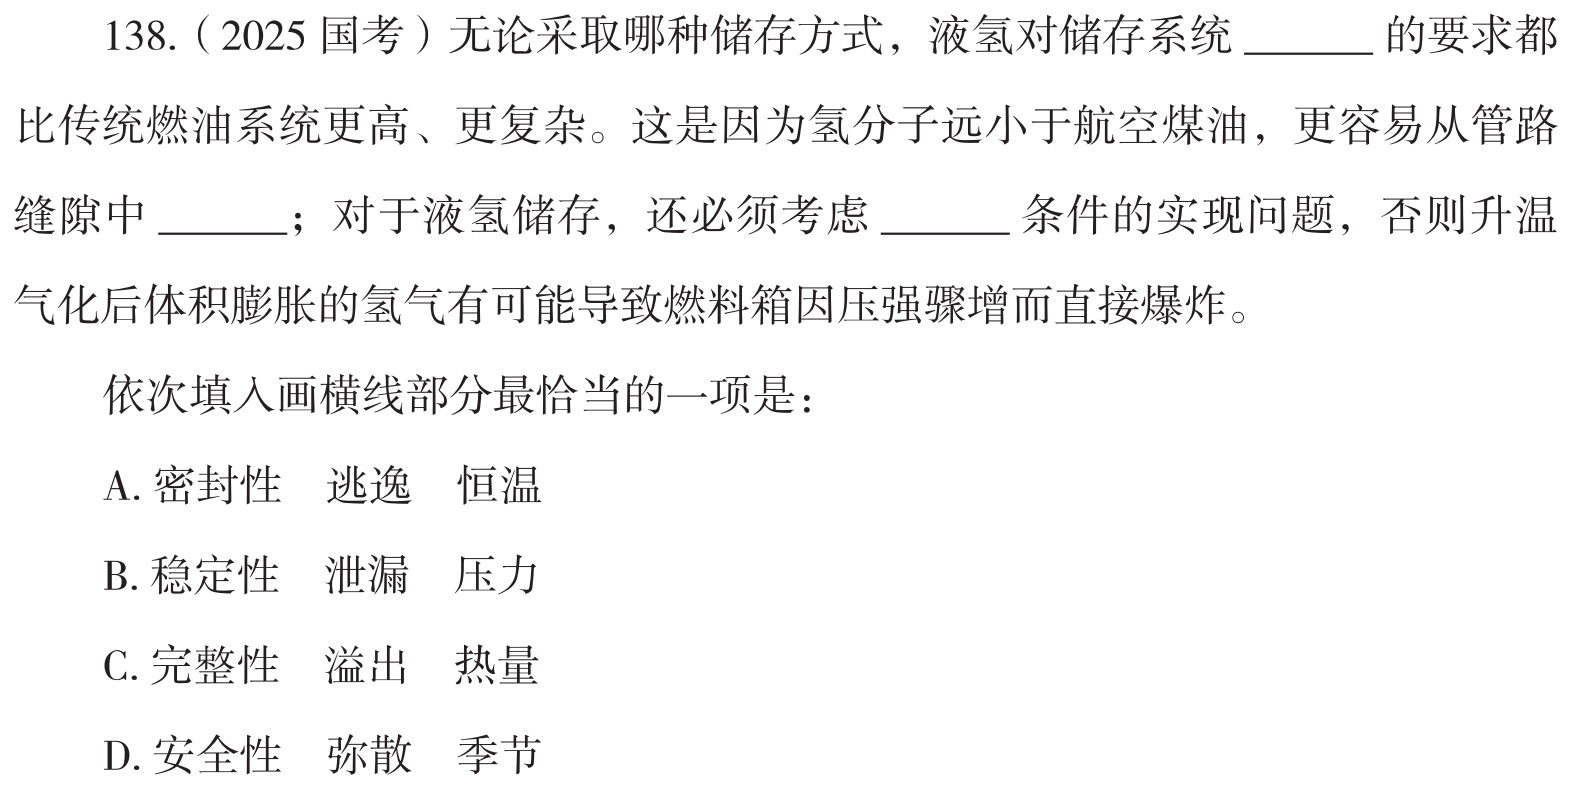 138.（2025 国考）无论采取哪种储存方式，液氢对储存系统 ______ 的要求都
比传统燃油系统更高、更复杂。这是因为氢分子远小于航空煤油，更容易从管路
缝隙中 ______；对于液氢储存，还必须考虑 ______ 条件的实现问题，否则升温
气化后体积膨胀的氢气有可能导致燃料箱因压强骤增而直接爆炸。
依次填入画横线部分最恰当的一项是：
A. 密封性　逃逸　恒温
B. 稳定性　泄漏　压力
C. 完整性　溢出　热量
D. 安全性　弥散　季节